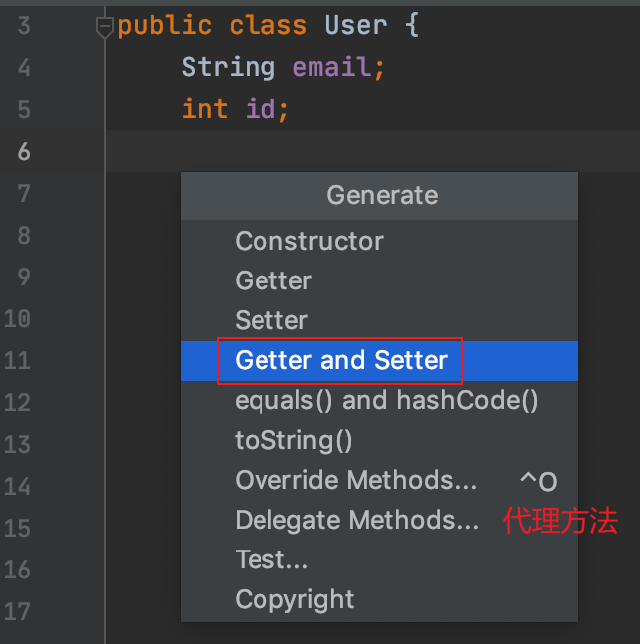 3 public class User {
4 String email;
5 int id;
6
7
Generate
8 Constructor
9 Getter
10 Setter
11 Getter and Setter
12 equals() and hashCode()
13 toString()
14 Override Methods... ^O
15 Delegate Methods... 代理方法
16 Test...
17 Copyright